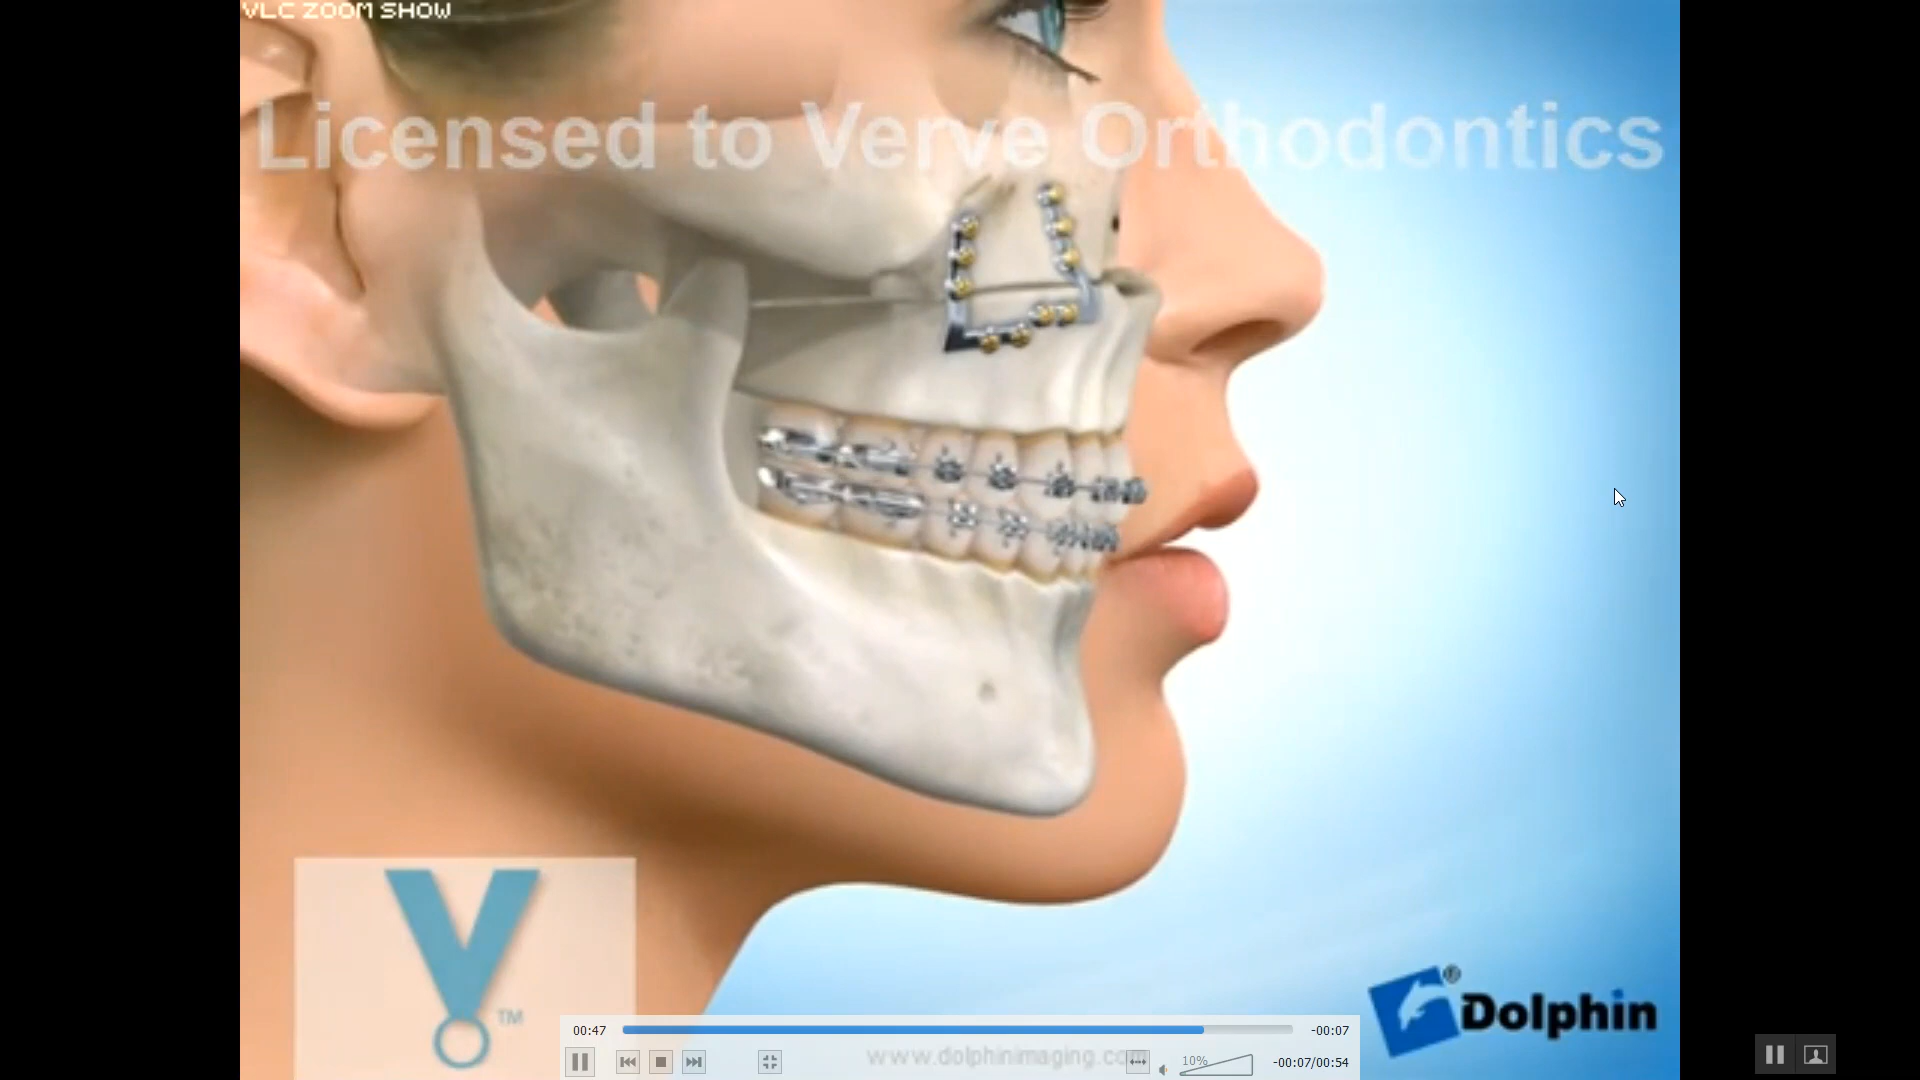 VLC ZOOM SHOW
Licensed to Verve Orthodontics
V
TM
® Dolphin
00:47
-00:07
www.dolphinimaging.co
10%
-00:07/00:54